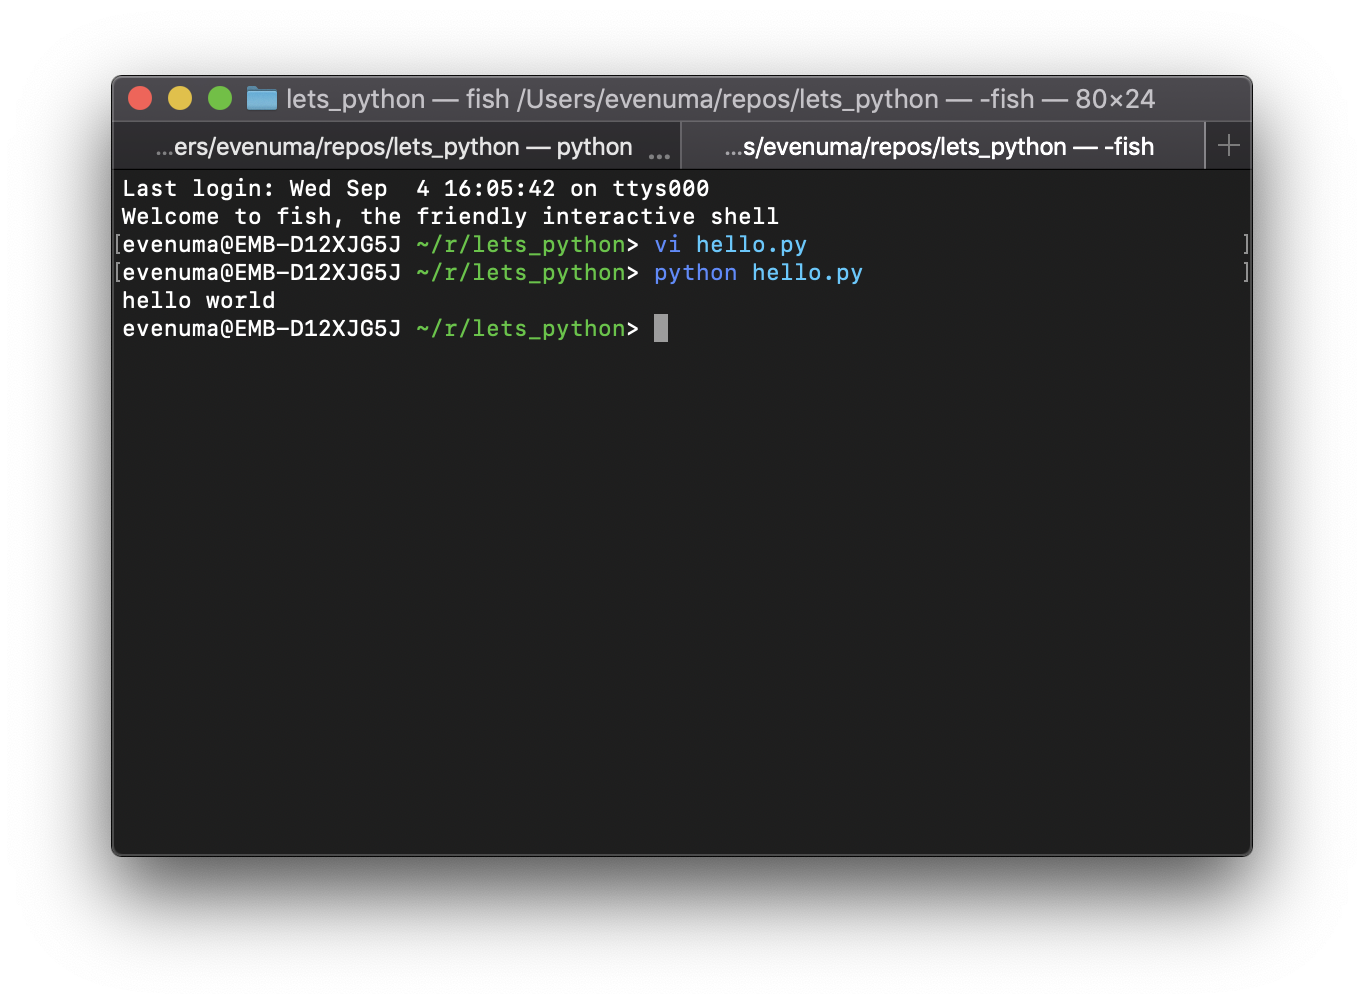 lets_python — fish /Users/evenuma/repos/lets_python — -fish — 80×24
...ers/evenuma/repos/lets_python — python ...
...s/evenuma/repos/lets_python — -fish +
Last login: Wed Sep  4 16:05:42 on ttys000
Welcome to fish, the friendly interactive shell
[evenuma@EMB-D12XJG5J ~/r/lets_python> vi hello.py ]
[evenuma@EMB-D12XJG5J ~/r/lets_python> python hello.py ]
hello world
evenuma@EMB-D12XJG5J ~/r/lets_python>